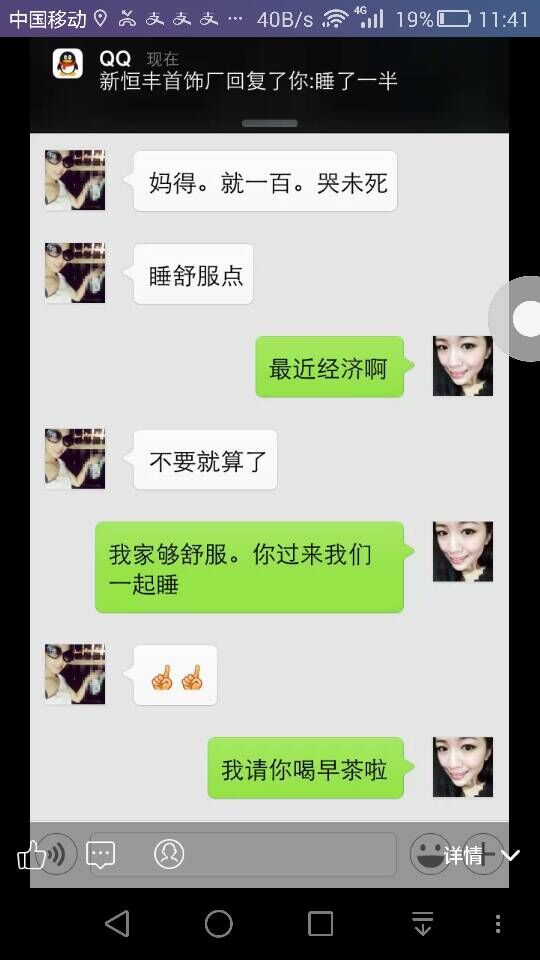 中国移动 40B/s 4G 19% 11:41
QQ 现在
新恒丰首饰厂回复了你:睡了一半
妈得。就一百。哭未死
睡舒服点
最近经济啊
不要就算了
我家够舒服。你过来我们
一起睡
我请你喝早茶啦
详情